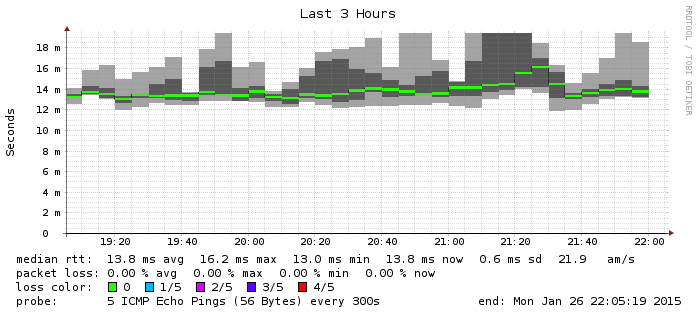 Last 3 Hours
RRDTOOL / TOBI OETIKER
Seconds
18 m
16 m
14 m
12 m
10 m
8 m
6 m
4 m
2 m
0
19:20 19:40 20:00 20:20 20:40 21:00 21:20 21:40 22:00
median rtt: 13.8 ms avg 16.2 ms max 13.0 ms min 13.8 ms now 0.6 ms sd 21.9 am/s
packet loss: 0.00 % avg 0.00 % max 0.00 % min 0.00 % now
loss color: 0 1/5 2/5 3/5 4/5
probe: 5 ICMP Echo Pings (56 Bytes) every 300s end: Mon Jan 26 22:05:19 2015